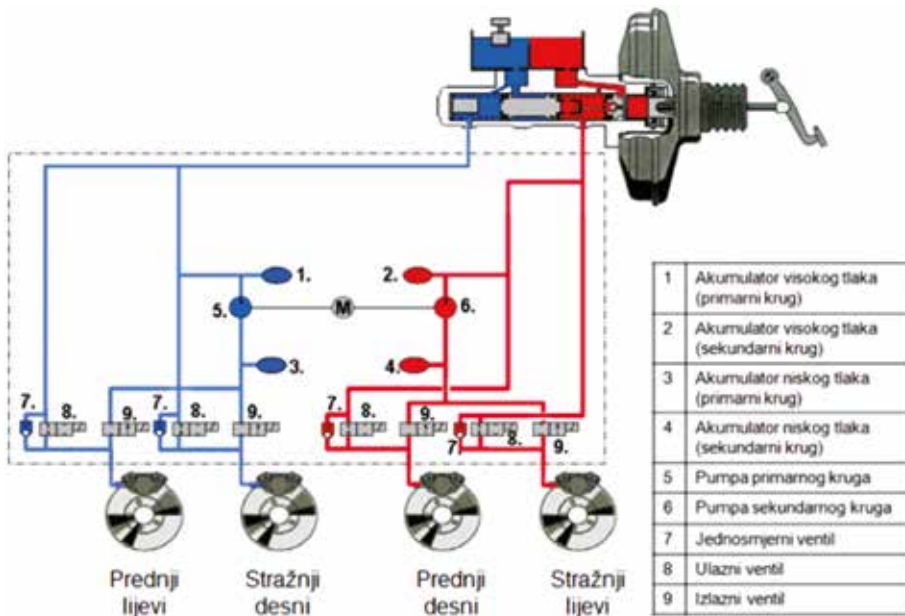 1.
2.
5.
M
6.
3.
4.
7.
8.
9.
7.
8.
9.
7.
8.
9.
7
8.
9.
Prednji
lijevi
Stražnji
desni
Prednji
desni
Stražnji
lijevi
1 Akumulator visokog tlaka
(primarni krug)
2 Akumulator visokog tlaka
(sekundarni krug)
3 Akumulator niskog tlaka
(primarni krug)
4 Akumulator niskog tlaka
(sekundarni krug)
5 Pumpa primarnog kruga
6 Pumpa sekundarnog kruga
7 Jednosmjerni ventil
8 Ulazni ventil
9 Izlazni ventil